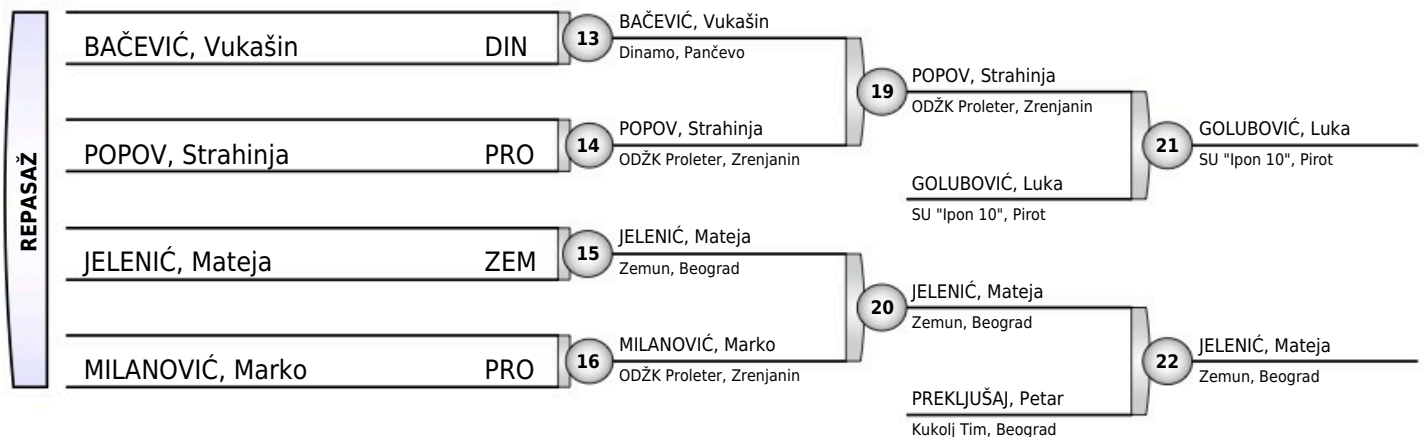 REPASAŽ
BAČEVIĆ, Vukašin DIN
POPOV, Strahinja PRO
JELENIĆ, Mateja ZEM
MILANOVIĆ, Marko PRO
13
BAČEVIĆ, Vukašin
Dinamo, Pančevo
14
POPOV, Strahinja
ODŽK Proleter, Zrenjanin
15
JELENIĆ, Mateja
Zemun, Beograd
16
MILANOVIĆ, Marko
ODŽK Proleter, Zrenjanin
19
POPOV, Strahinja
ODŽK Proleter, Zrenjanin
GOLUBOVIĆ, Luka
SU "Ipon 10", Pirot
20
JELENIĆ, Mateja
Zemun, Beograd
PREKLJUŠAJ, Petar
Kukolj Tim, Beograd
21
GOLUBOVIĆ, Luka
SU "Ipon 10", Pirot
22
JELENIĆ, Mateja
Zemun, Beograd